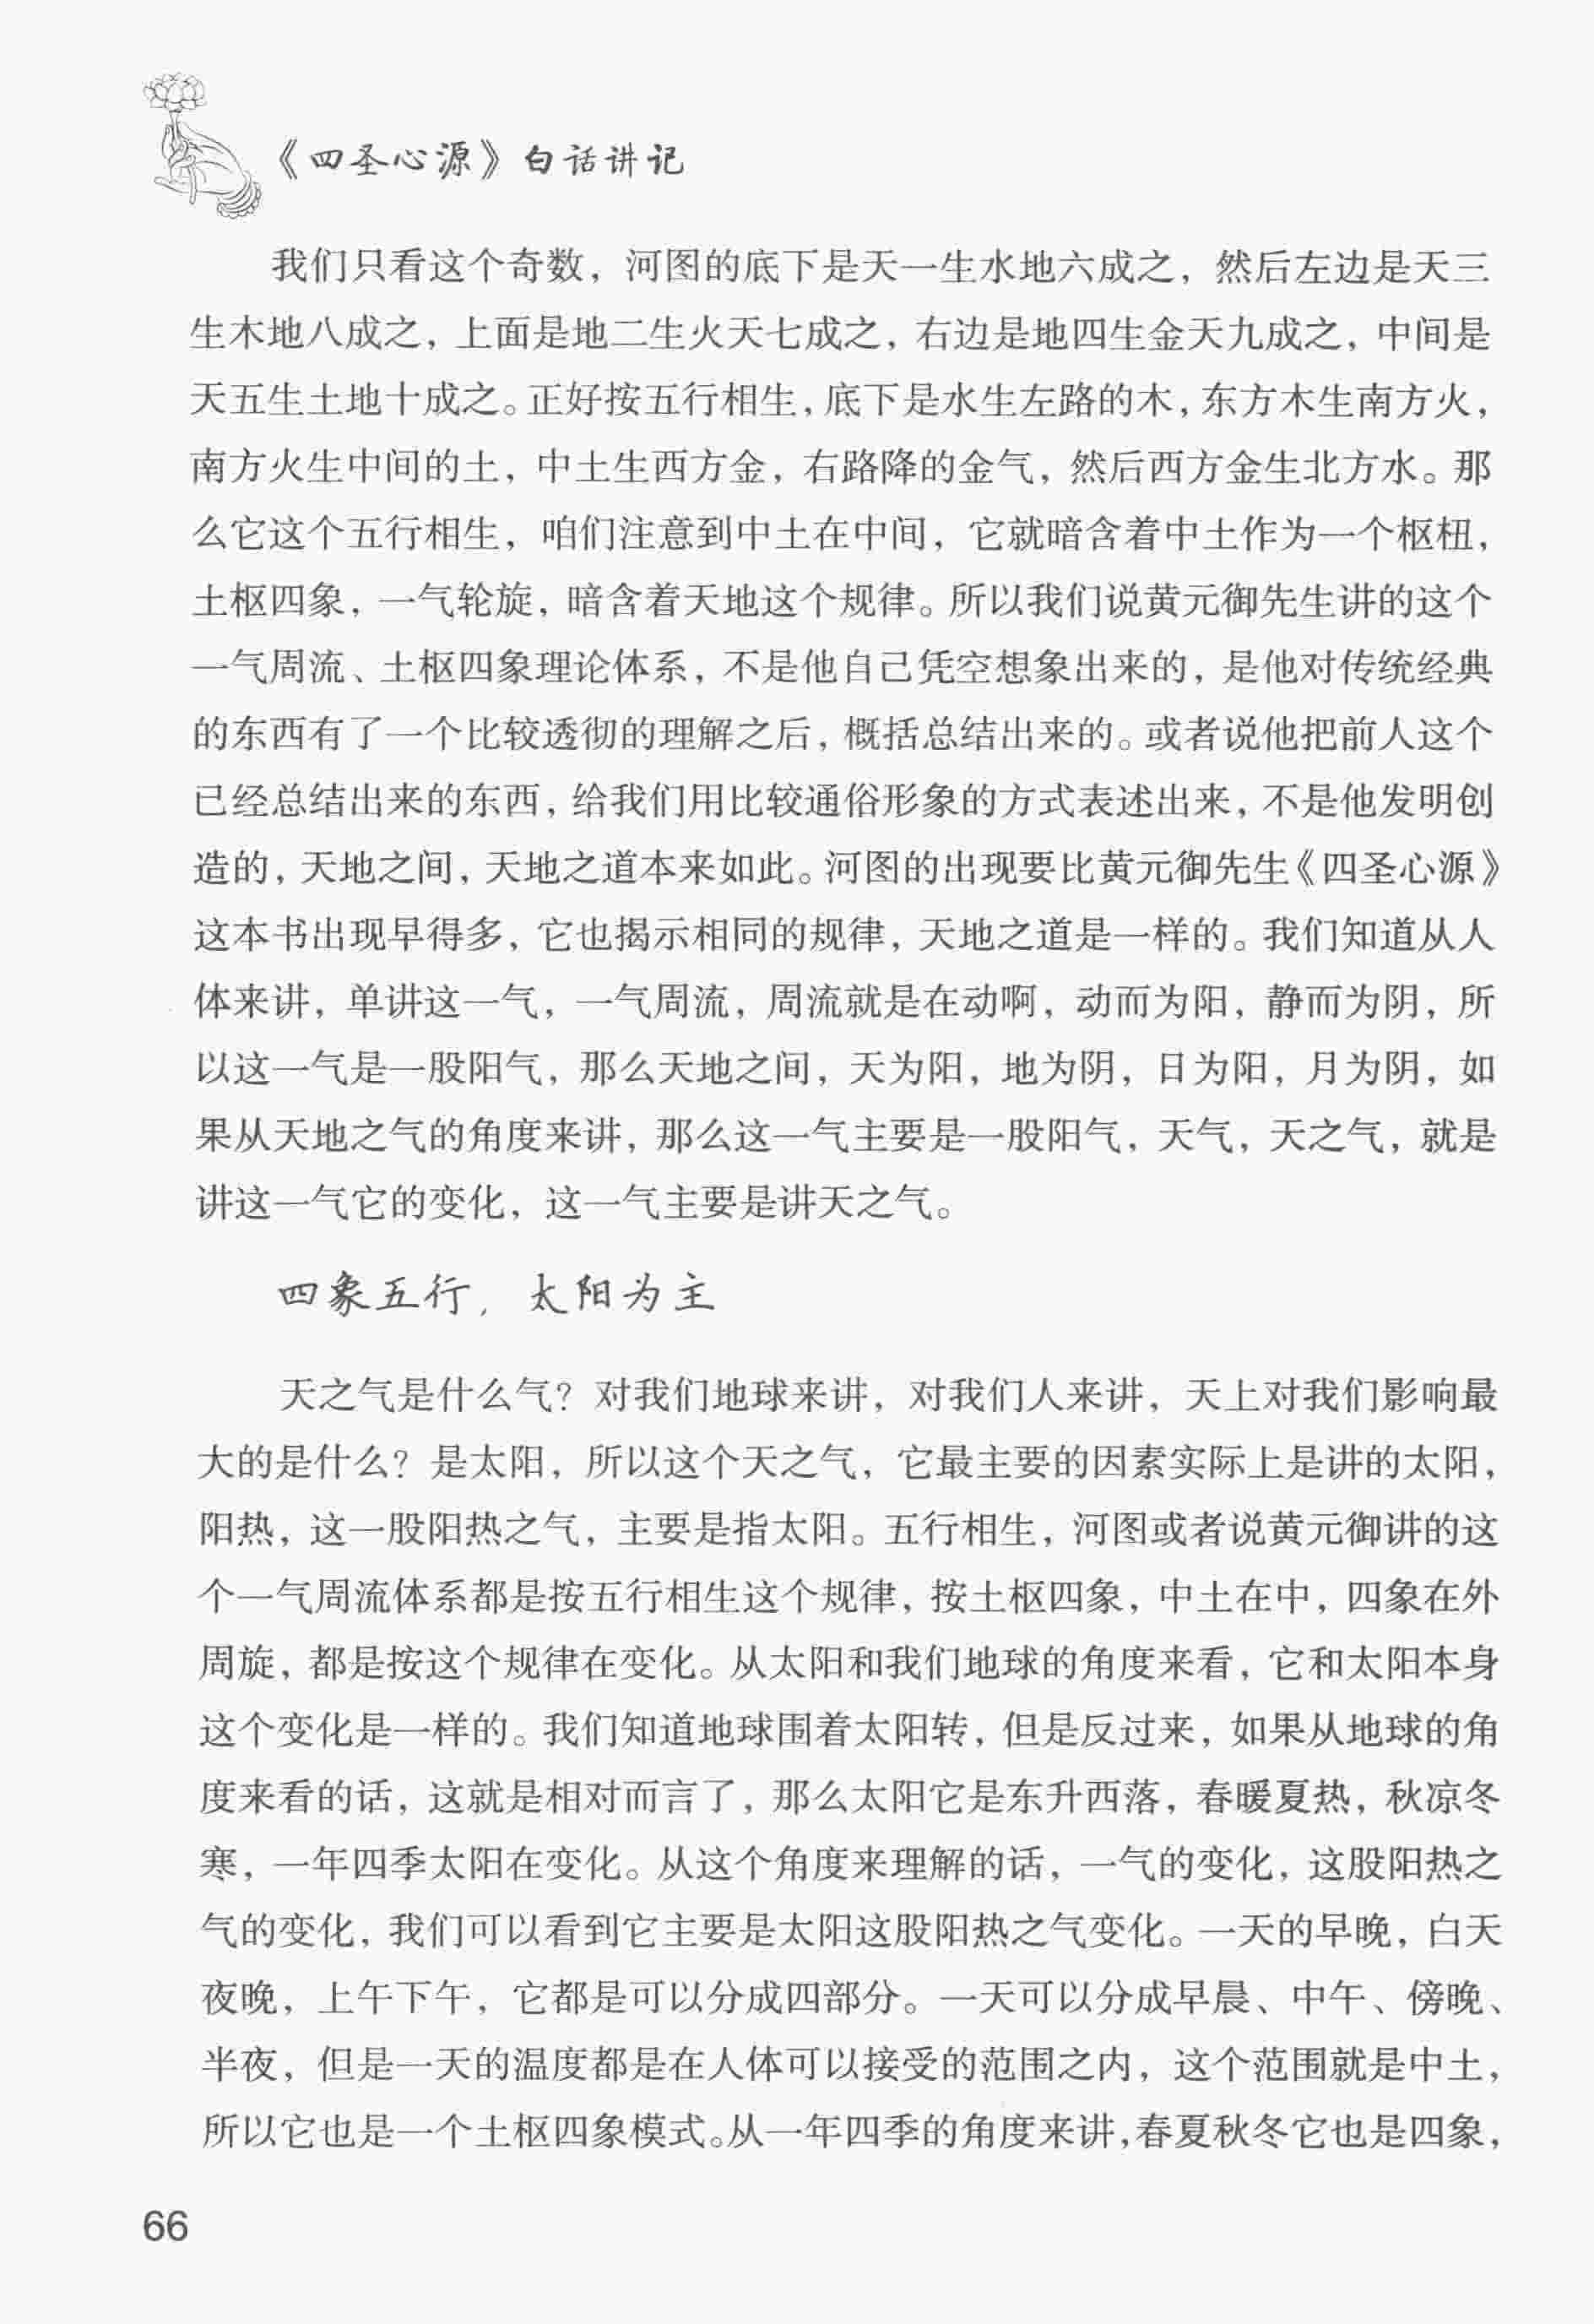 《四圣心源》白话讲记
我们只看这个奇数，河图的底下是天一生水地六成之，然后左边是天三
生木地八成之，上面是地二生火天七成之，右边是地四生金天九成之，中间是
天五生土地十成之。正好按五行相生，底下是水生左路的木，东方木生南方火，
南方火生中间的土，中土生西方金，右路降的金气，然后西方金生北方水。那
么它这个五行相生，咱们注意到中土在中间，它就暗含着中土作为一个枢杻，
土枢四象，一气轮旋，暗含着天地这个规律。所以我们说黄元御先生讲的这个
一气周流、土枢四象理论体系，不是他自己凭空想象出来的，是他对传统经典
的东西有了一个比较透彻的理解之后，概括总结出来的。或者说他把前人这个
已经总结出来的东西，给我们用比较通俗形象的方式表述出来，不是他发明创
造的，天地之间，天地之道本来如此。河图的出现要比黄元御先生《四圣心源》
这本书出现早得多，它也揭示相同的规律，天地之道是一样的。我们知道从人
体来讲，单讲这一气，一气周流，周流就是在动啊，动而为阳，静而为阴，所
以这一气是一股阳气，那么天地之间，天为阳，地为阴，日为阳，月为阴，如
果从天地之气的角度来讲，那么这一气主要是一股阳气，天气，天之气，就是
讲这一气它的变化，这一气主要是讲天之气。
四象五行，太阳为主
天之气是什么气？对我们地球来讲，对我们人来讲，天上对我们影响最
大的是什么？是太阳，所以这个天之气，它最主要的因素实际上是讲的太阳，
阳热，这一股阳热之气，主要是指太阳。五行相生，河图或者说黄元御讲的这
个一气周流体系都是按五行相生这个规律，按土枢四象，中土在中，四象在外
周旋，都是按这个规律在变化。从太阳和我们地球的角度来看，它和太阳本身
这个变化是一样的。我们知道地球围着太阳转，但是反过来，如果从地球的角
度来看的话，这就是相对而言了，那么太阳它是东升西落，春暖夏热，秋凉冬
寒，一年四季太阳在变化。从这个角度来理解的话，一气的变化，这股阳热之
气的变化，我们可以看到它主要是太阳这股阳热之气变化。一天的早晚，白天
夜晚，上午下午，它都是可以分成四部分。一天可以分成早晨、中午、傍晚、
半夜，但是一天的温度都是在人体可以接受的范围之内，这个范围就是中土，
所以它也是一个土枢四象模式。从一年四季的角度来讲，春夏秋冬它也是四象，
66